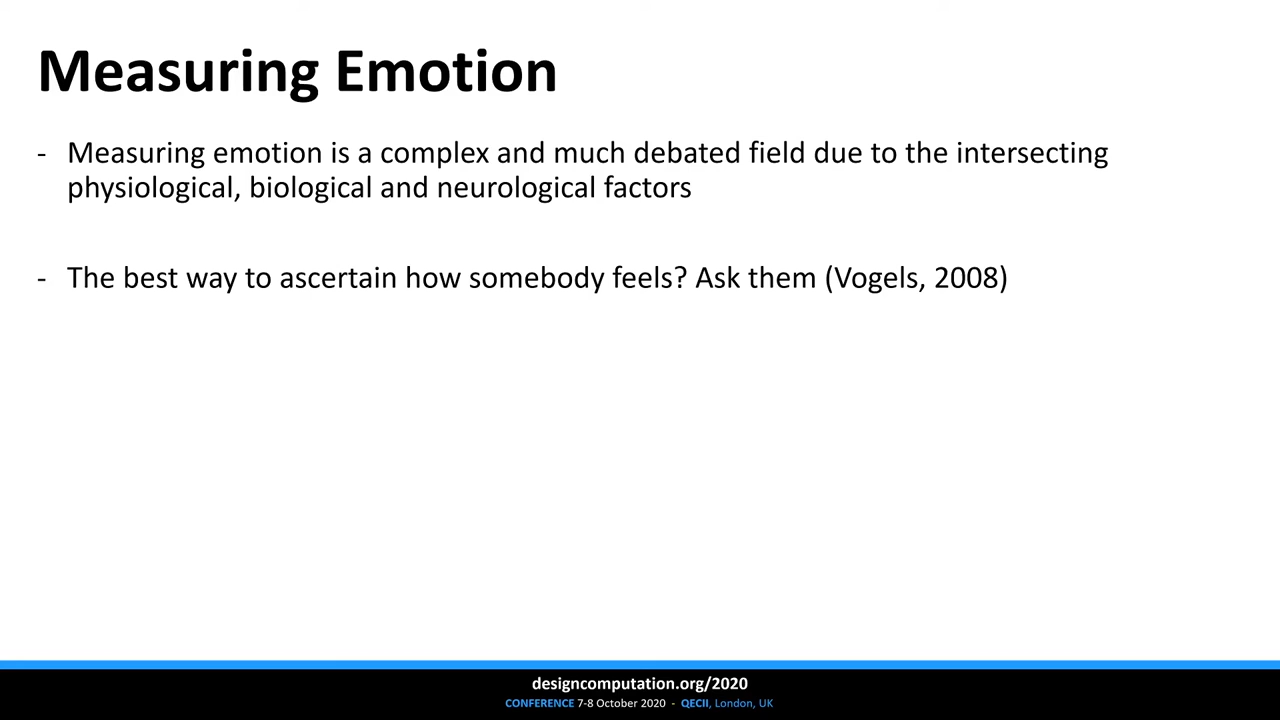 Measuring Emotion
- Measuring emotion is a complex and much debated field due to the intersecting
physiological, biological and neurological factors
- The best way to ascertain how somebody feels? Ask them (Vogels, 2008)
designcomputation.org/2020
CONFERENCE 7-8 October 2020 - QECII, London, UK